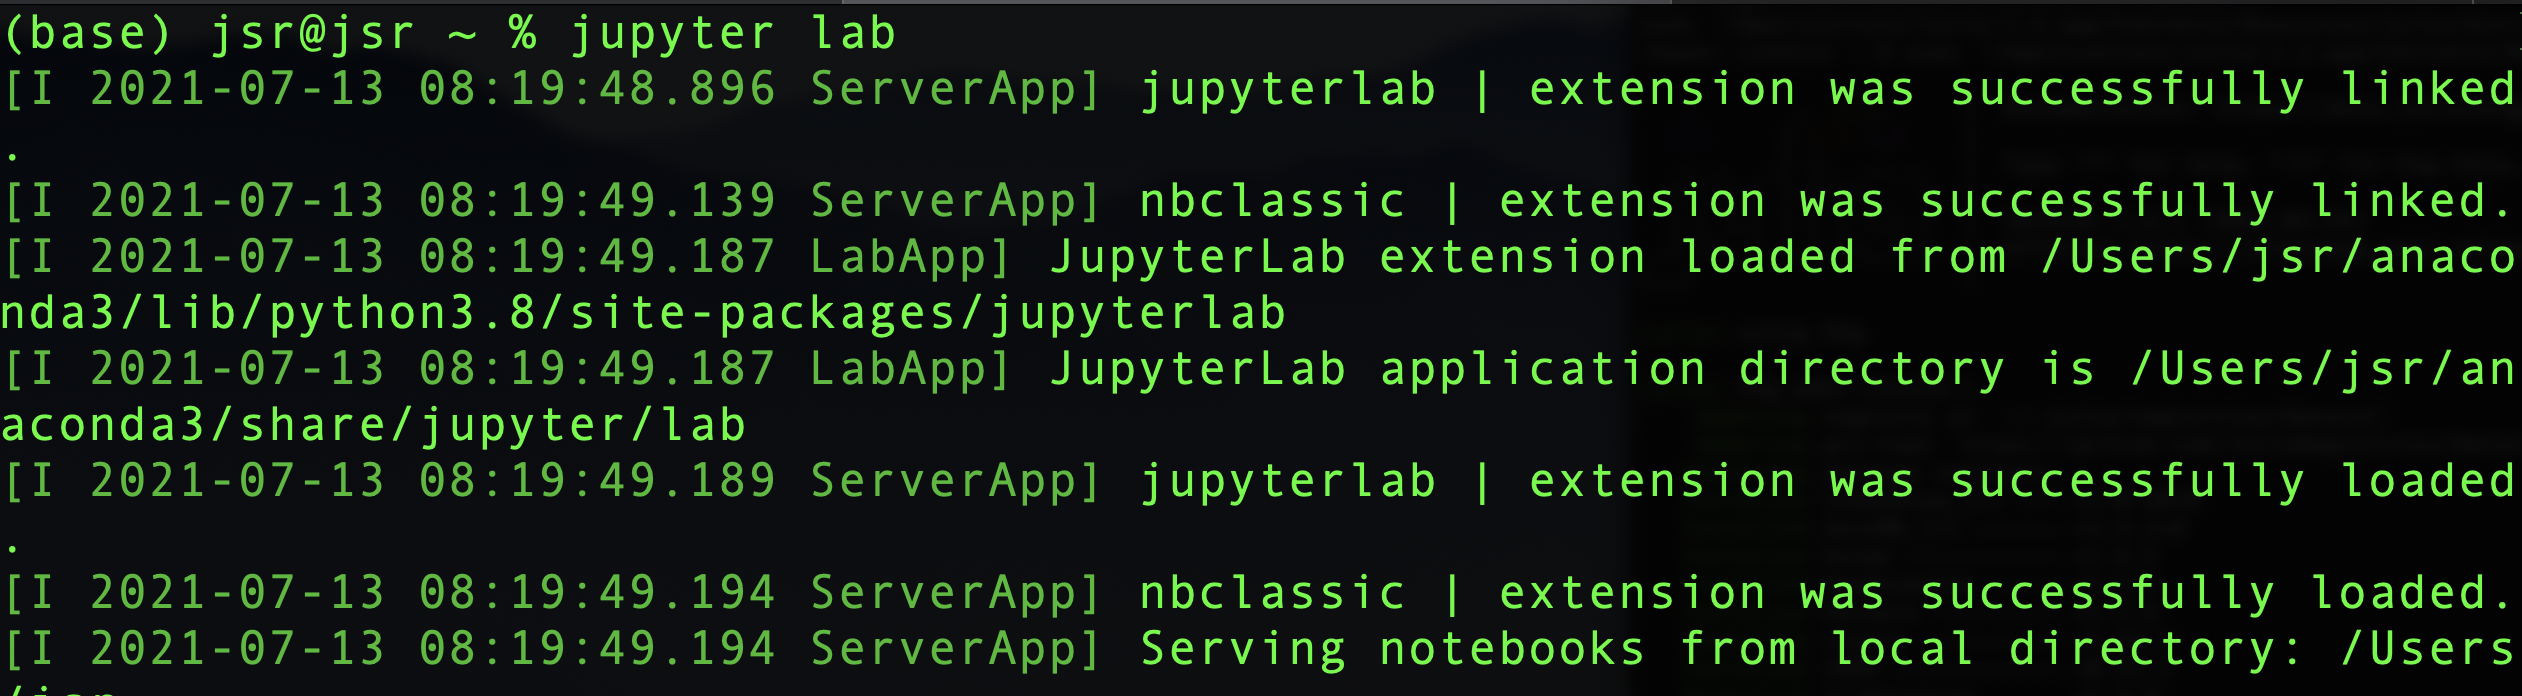 (base) jsr@jsr ~ % jupyter lab
[I 2021-07-13 08:19:48.896 ServerApp] jupyterlab | extension was successfully linked
.
[I 2021-07-13 08:19:49.139 ServerApp] nbclassic | extension was successfully linked.
[I 2021-07-13 08:19:49.187 LabApp] JupyterLab extension loaded from /Users/jsr/anaco
nda3/lib/python3.8/site-packages/jupyterlab
[I 2021-07-13 08:19:49.187 LabApp] JupyterLab application directory is /Users/jsr/an
aconda3/share/jupyter/lab
[I 2021-07-13 08:19:49.189 ServerApp] jupyterlab | extension was successfully loaded
.
[I 2021-07-13 08:19:49.194 ServerApp] nbclassic | extension was successfully loaded.
[I 2021-07-13 08:19:49.194 ServerApp] Serving notebooks from local directory: /Users
/jsr